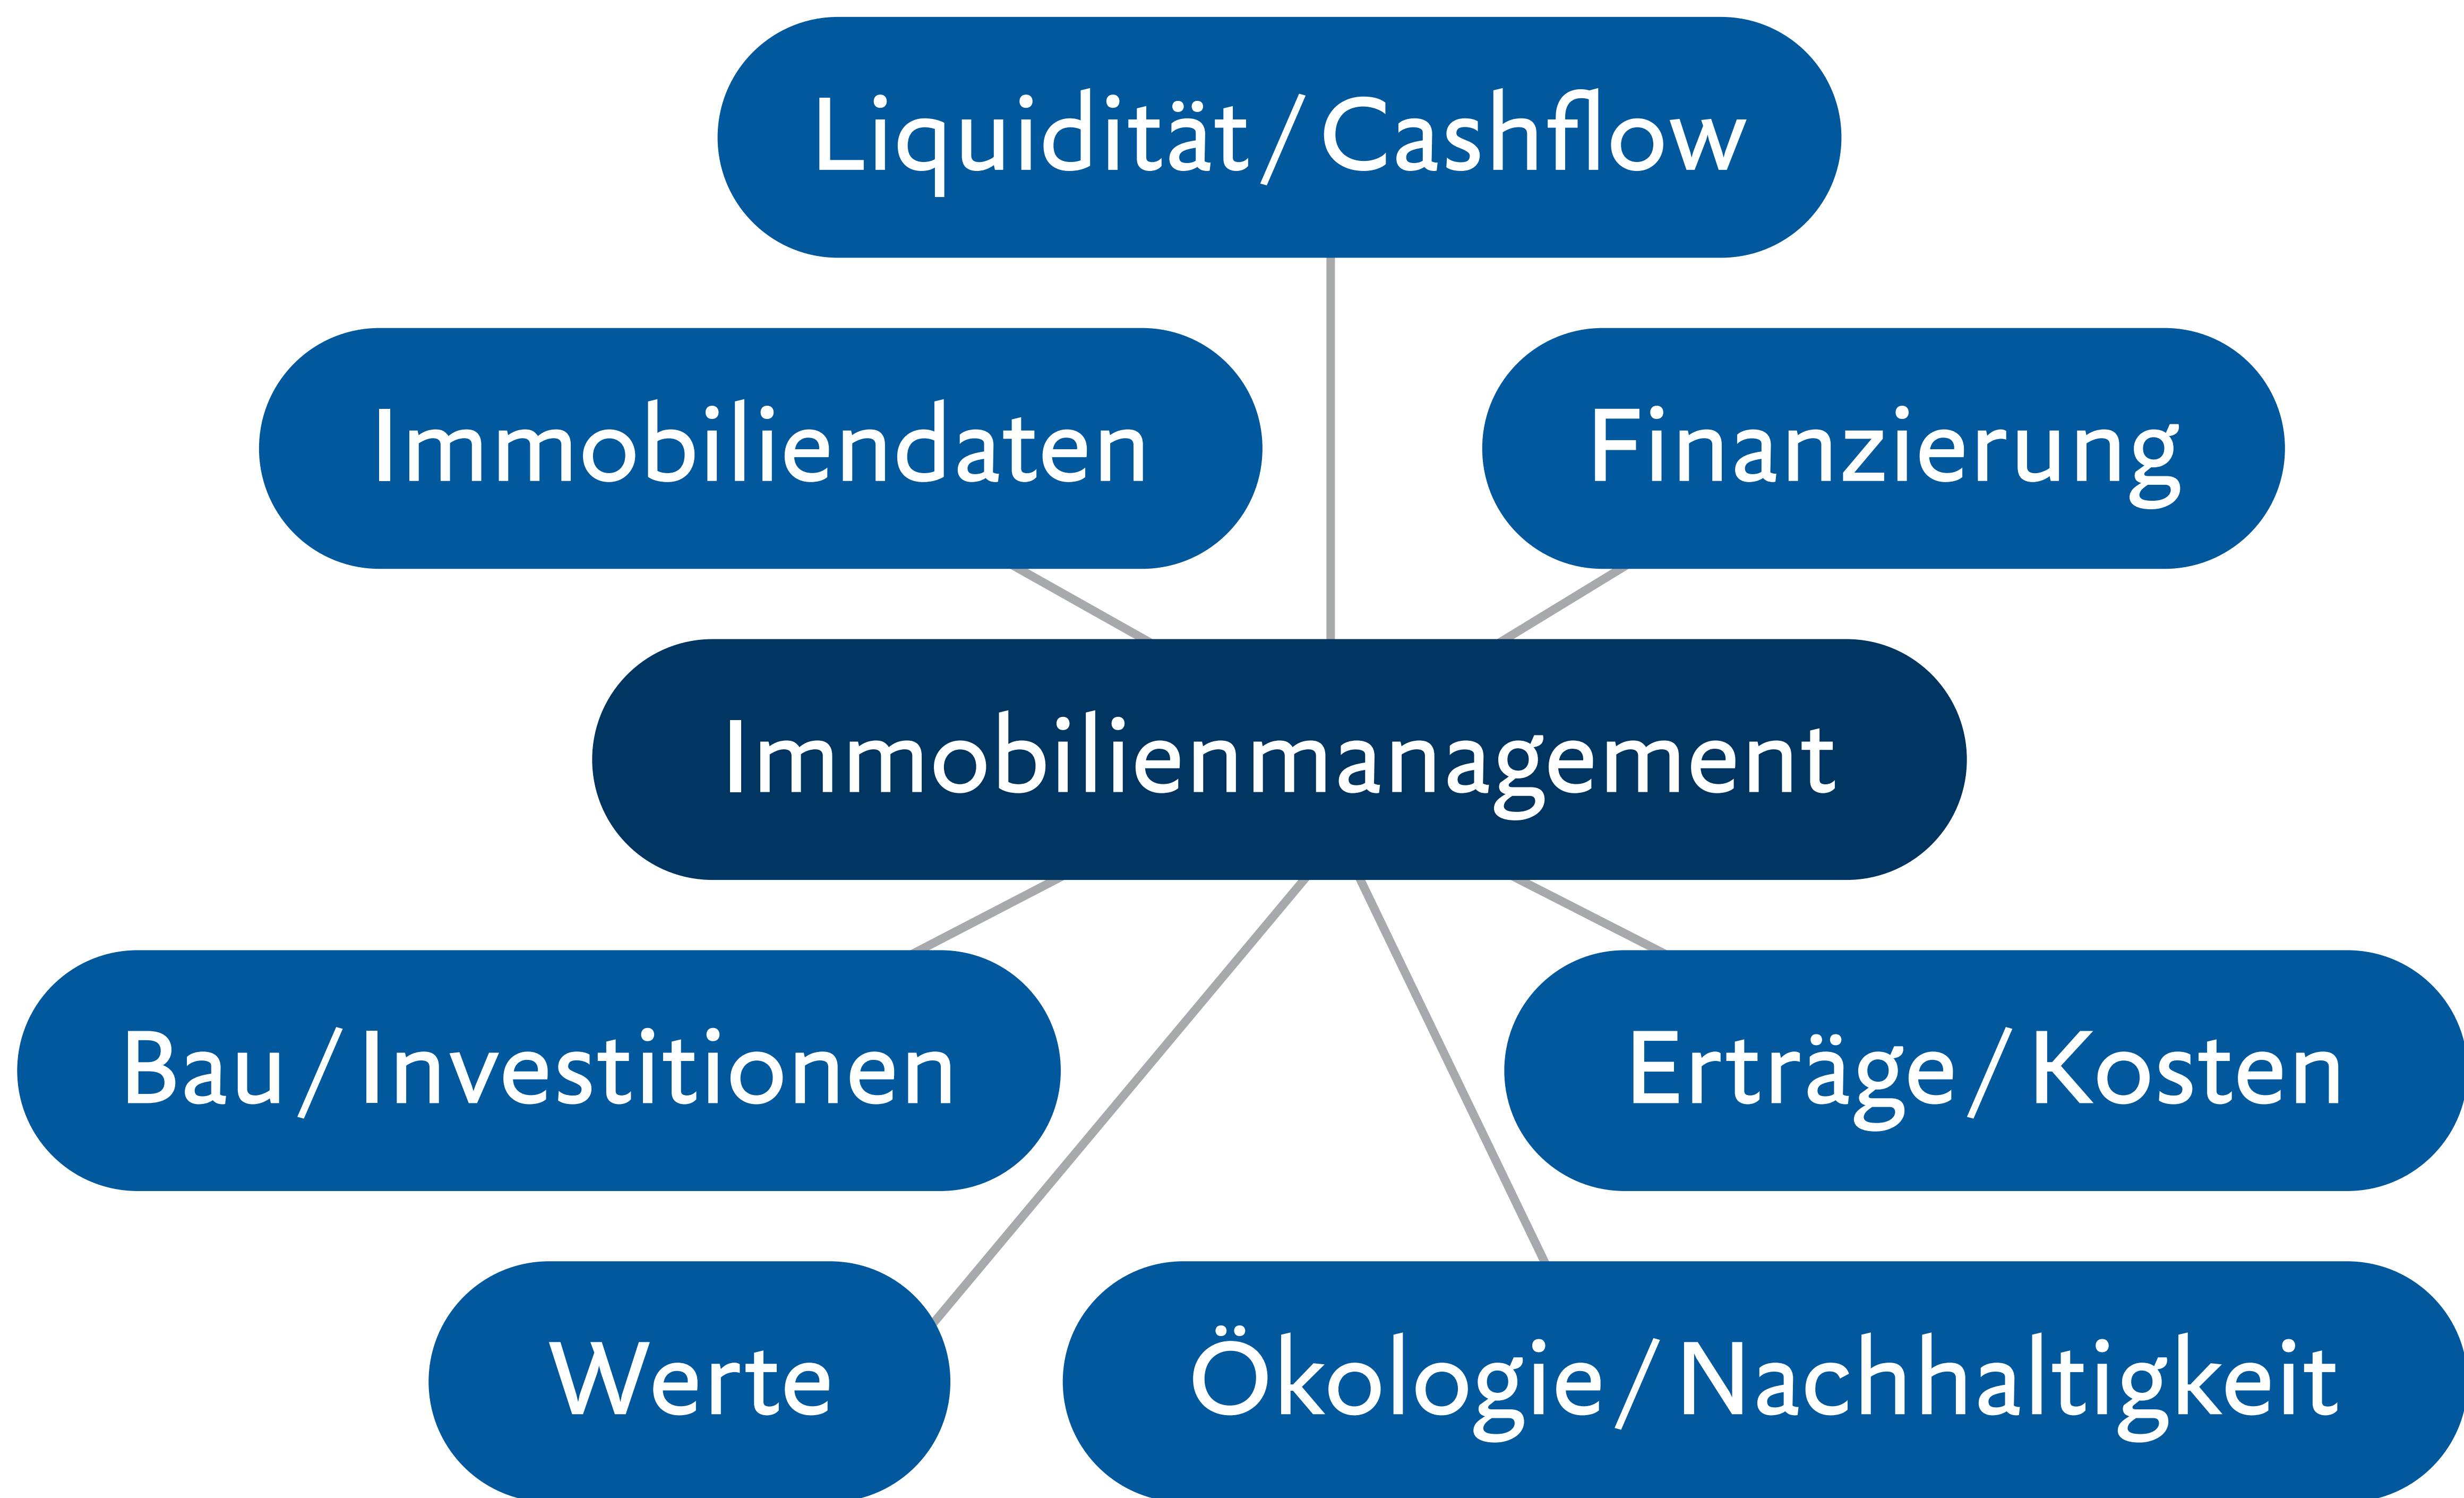 Liquidität / Cashflow
Immobiliendaten
Finanzierung
Immobilienmanagement
Bau / Investitionen
Erträge / Kosten
Werte
Ökologie / Nachhaltigkeit